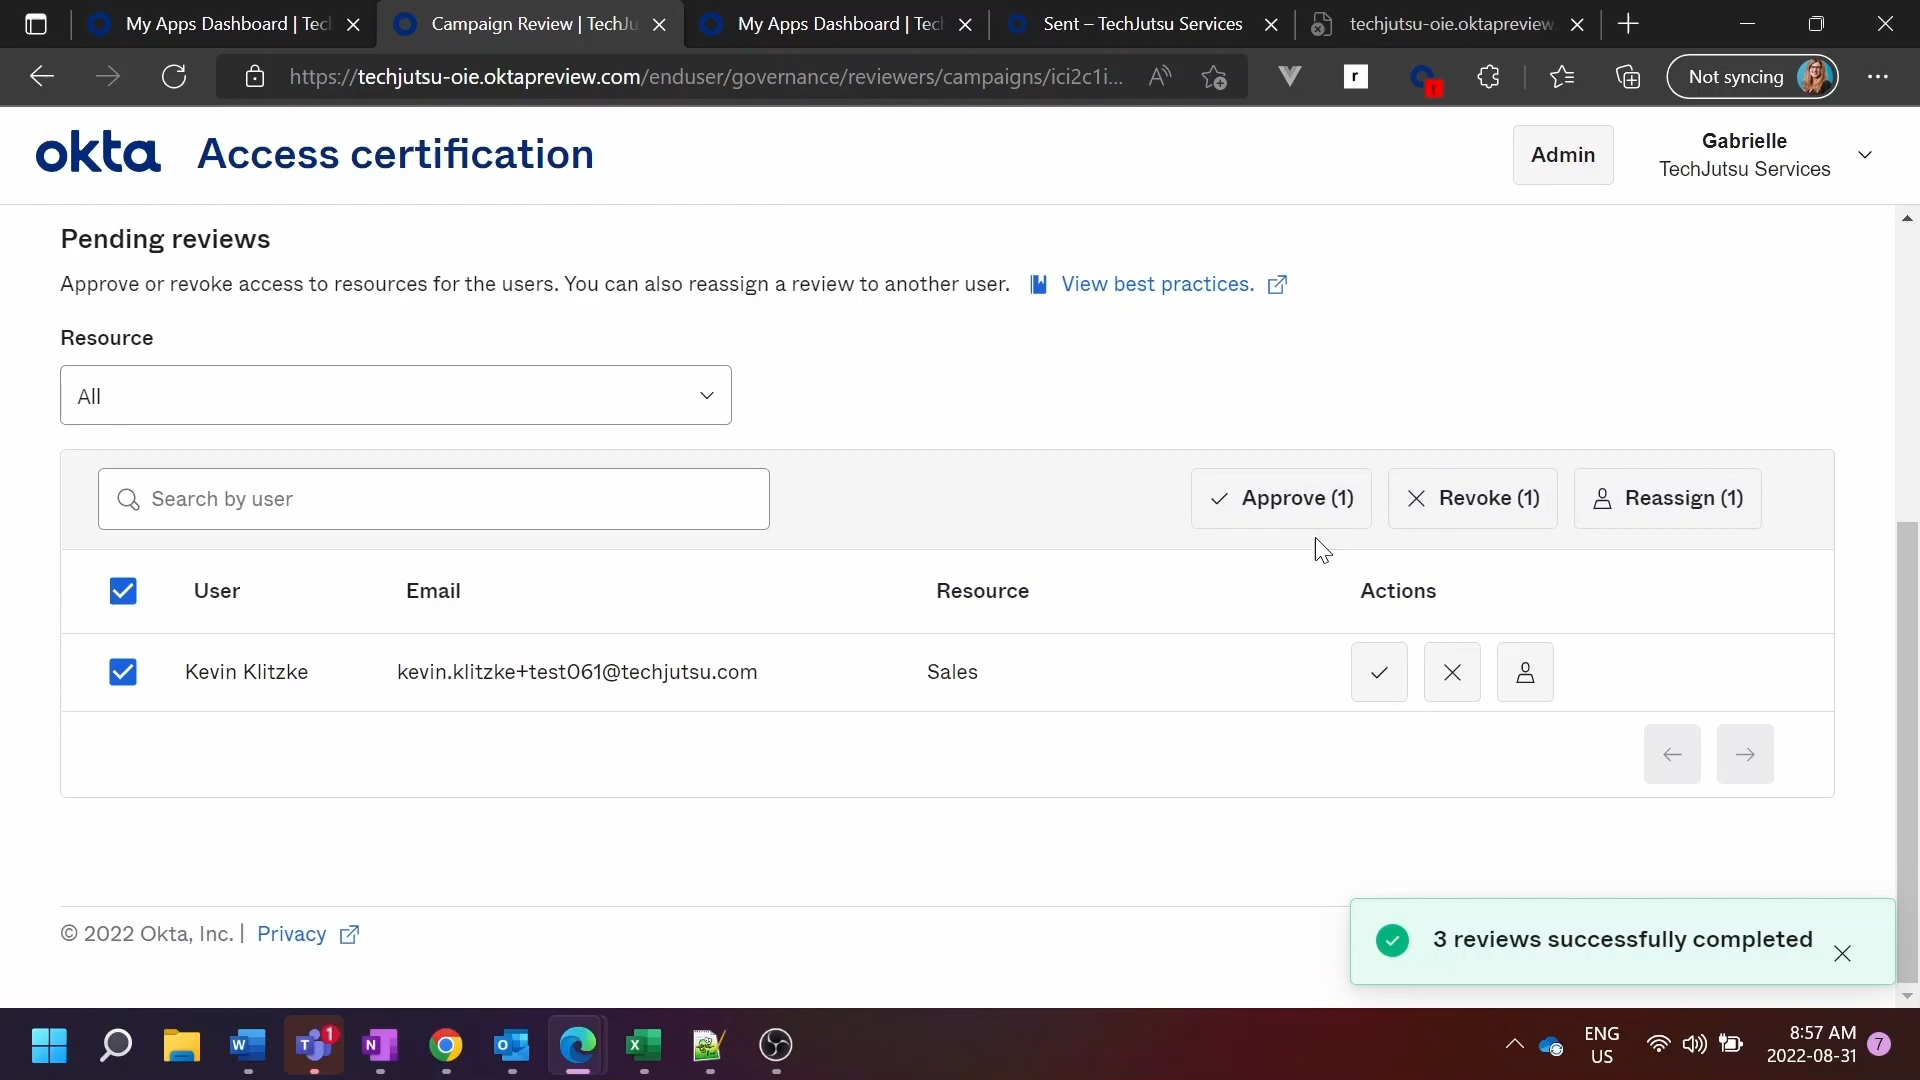 My Apps Dashboard | Tec
Campaign Review | TechJu
My Apps Dashboard | Tec
Sent – TechJutsu Services
techjutsu-oie.oktapreview
https://techjutsu-oie.oktapreview.com/enduser/governance/reviewers/campaigns/ici2c1i...
Not syncing
okta
Access certification
Admin
Gabrielle
TechJutsu Services
Pending reviews
Approve or revoke access to resources for the users. You can also reassign a review to another user.
View best practices.
Resource
All
Search by user
Approve (1)
Revoke (1)
Reassign (1)
User
Email
Resource
Actions
Kevin Klitzke
kevin.klitzke+test061@techjutsu.com
Sales
© 2022 Okta, Inc. |
Privacy
3 reviews successfully completed
ENG
US
8:57 AM
2022-08-31
7